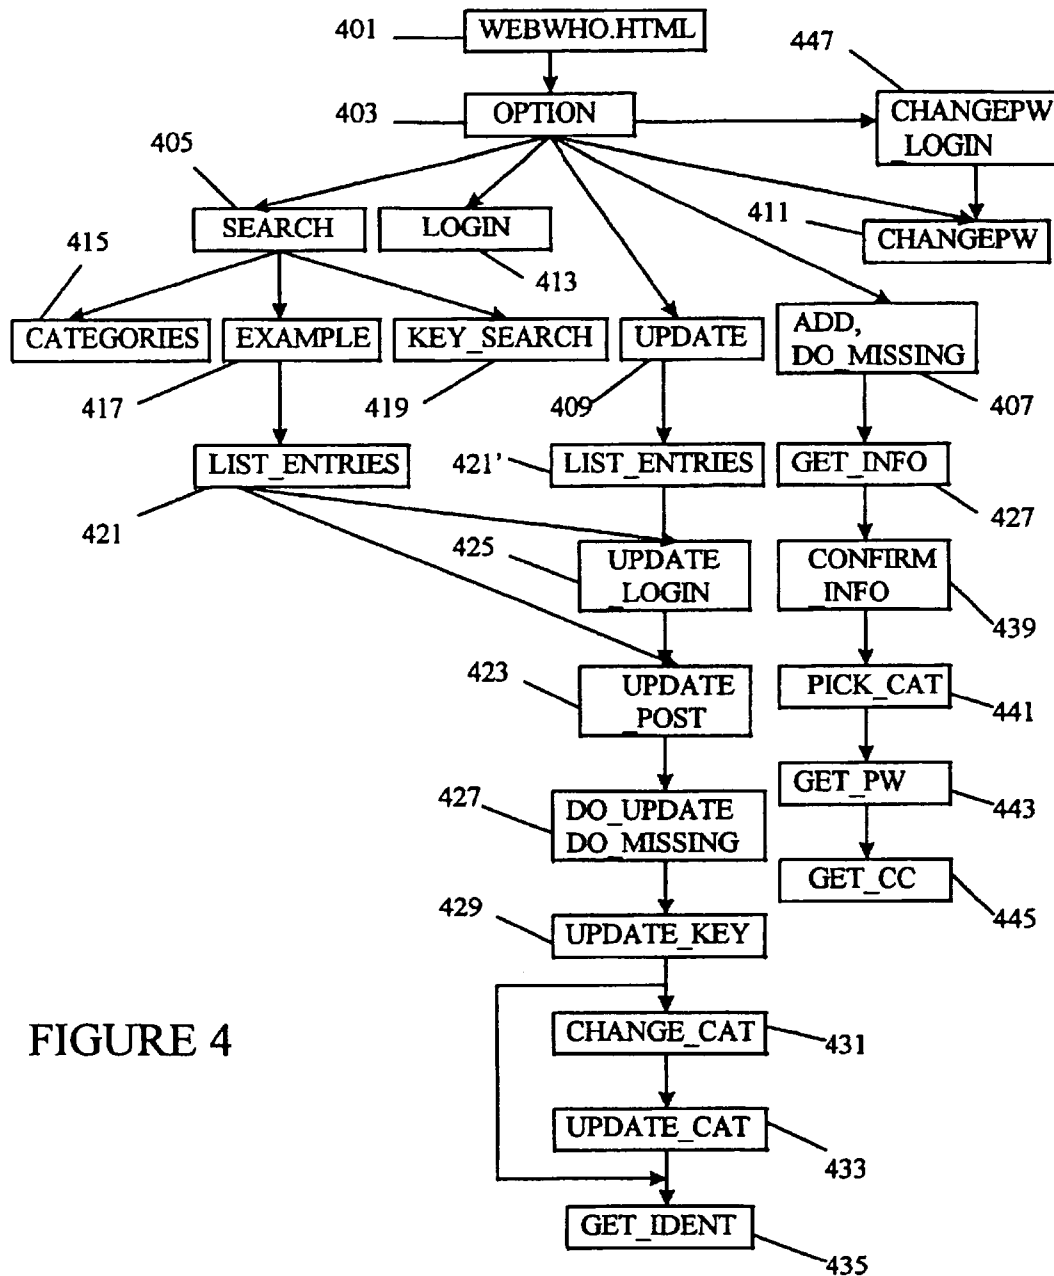 401
WEBWHO.HTML
447
403
OPTION
CHANGEPW
_LOGIN
405
SEARCH
LOGIN
411
CHANGEPW
415
413
CATEGORIES
EXAMPLE
KEY_SEARCH
UPDATE
ADD,
DO_MISSING
417
419
409
407
LIST_ENTRIES
421'
LIST_ENTRIES
GET_INFO
421
427
425
UPDATE
_LOGIN
CONFIRM
_INFO
439
423
UPDATE
_POST
PICK_CAT
441
427
DO_UPDATE
DO_MISSING
GET_PW
443
GET_CC
445
429
UPDATE_KEY
FIGURE 4
CHANGE_CAT
431
UPDATE_CAT
433
GET_IDENT
435